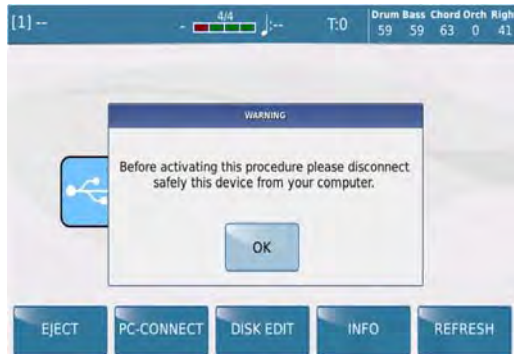 [1] --
- 4/4 :--
T:0
Drum Bass Chord Orch Righ
59 59 63 0 41
WARNING
Before activating this procedure please disconnect
safely this device from your computer.
OK
EJECT
PC-CONNECT
DISK EDIT
INFO
REFRESH